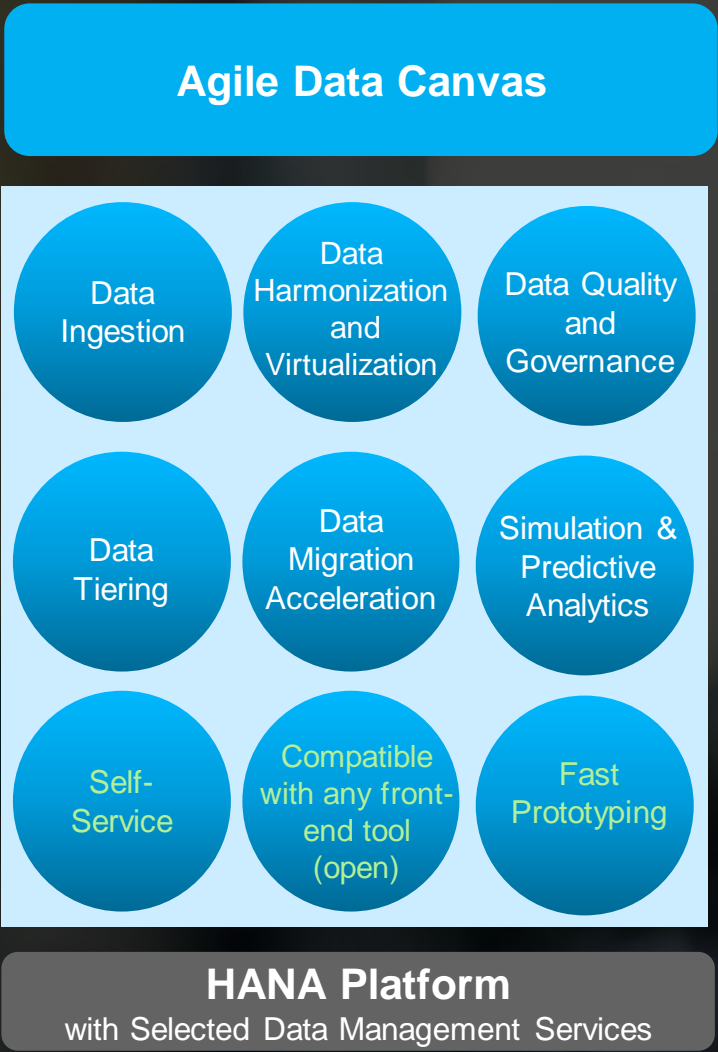 Agile Data Canvas
Data
Ingestion
Data
Harmonization
and
Virtualization
Data Quality
and
Governance
Data
Tiering
Data
Migration
Acceleration
Simulation &
Predictive
Analytics
Self-
Service
Compatible
with any front-
end tool
(open)
Fast
Prototyping
HANA Platform
with Selected Data Management Services